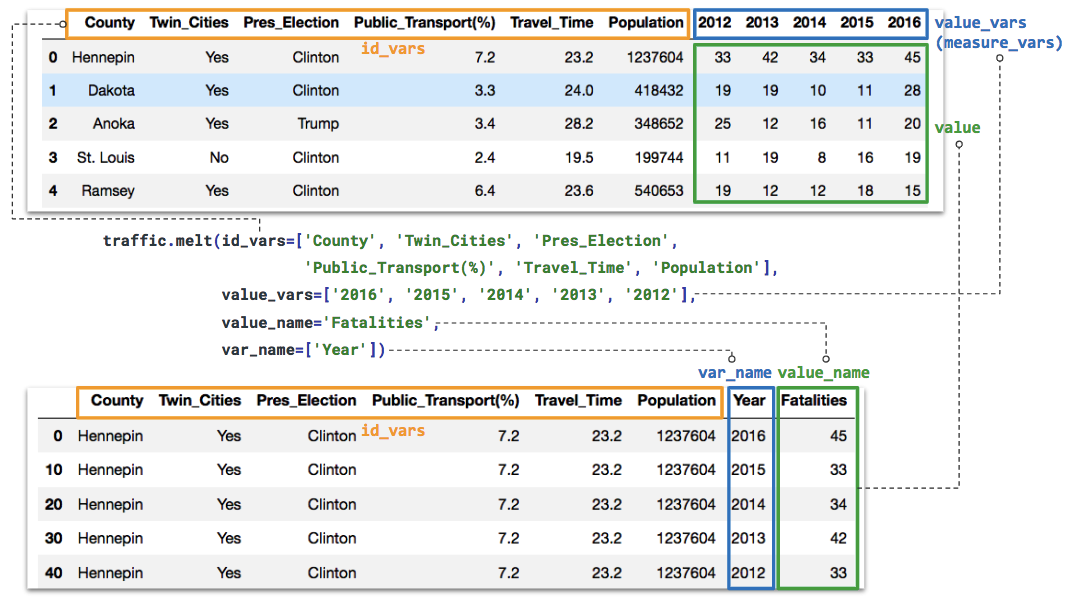 County Twin_Cities Pres_Election Public_Transport(%) Travel_Time Population 2012 2013 2014 2015 2016 value_vars
id_vars (measure_vars)
0 Hennepin Yes Clinton 7.2 23.2 1237604 33 42 34 33 45
1 Dakota Yes Clinton 3.3 24.0 418432 19 19 10 11 28
2 Anoka Yes Trump 3.4 28.2 348652 25 12 16 11 20 value
3 St. Louis No Clinton 2.4 19.5 199744 11 19 8 16 19
4 Ramsey Yes Clinton 6.4 23.6 540653 19 12 12 18 15
traffic.melt(id_vars=['County', 'Twin_Cities', 'Pres_Election',
'Public_Transport(%)', 'Travel_Time', 'Population'],
value_vars=['2016', '2015', '2014', '2013', '2012'],
value_name='Fatalities',
var_name=['Year'])
var_name value_name
County Twin_Cities Pres_Election Public_Transport(%) Travel_Time Population Year Fatalities
0 Hennepin Yes Clinton id_vars 7.2 23.2 1237604 2016 45
10 Hennepin Yes Clinton 7.2 23.2 1237604 2015 33
20 Hennepin Yes Clinton 7.2 23.2 1237604 2014 34
30 Hennepin Yes Clinton 7.2 23.2 1237604 2013 42
40 Hennepin Yes Clinton 7.2 23.2 1237604 2012 33